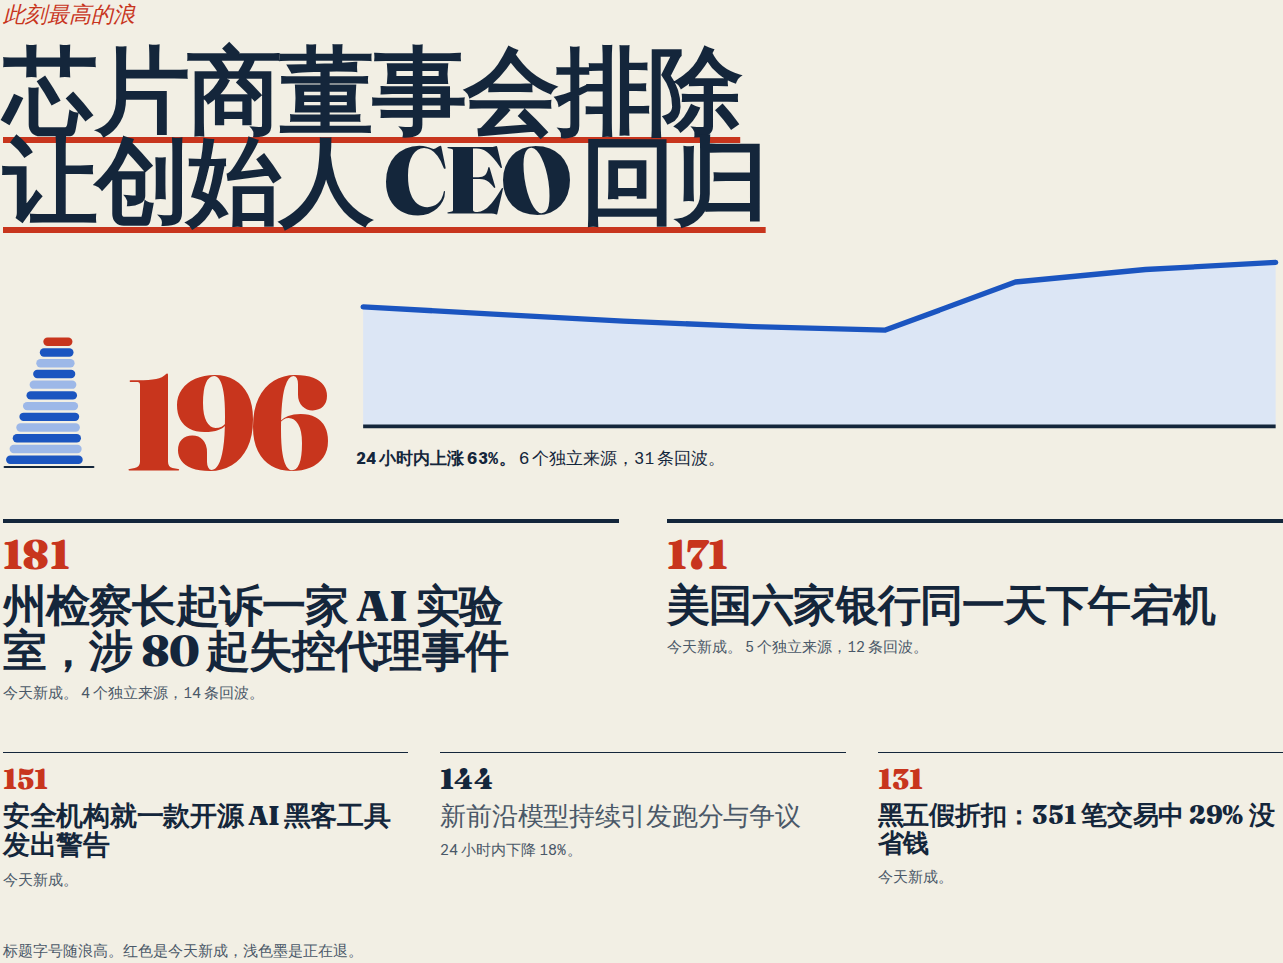 此刻最高的浪
芯片商董事会排除
让创始人 CEO 回归
196
24 小时内上涨 63%。 6 个独立来源，31 条回波。
181
州检察长起诉一家 AI 实验
室，涉 80 起失控代理事件
今天新成。 4 个独立来源，14 条回波。
171
美国六家银行同一天下午宕机
今天新成。 5 个独立来源，12 条回波。
151
安全机构就一款开源 AI 黑客工具
发出警告
今天新成。
144
新前沿模型持续引发跑分与争议
24 小时内下降 18%。
131
黑五假折扣：351 笔交易中 29% 没
省钱
今天新成。
标题字号随浪高。红色是今天新成，浅色墨是正在退。